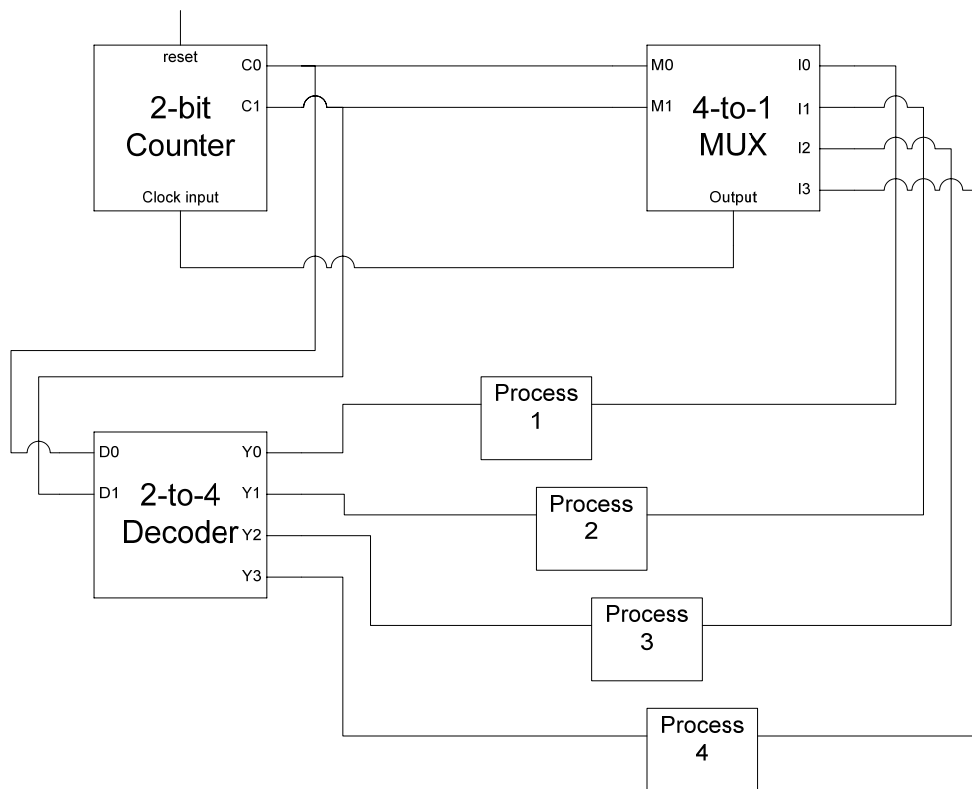 reset
C0
C1
2-bit
Counter
Clock input
M0
M1
4-to-1
MUX
I0
I1
I2
I3
Output
D0
D1
2-to-4
Decoder
Y0
Y1
Y2
Y3
Process
1
Process
2
Process
3
Process
4